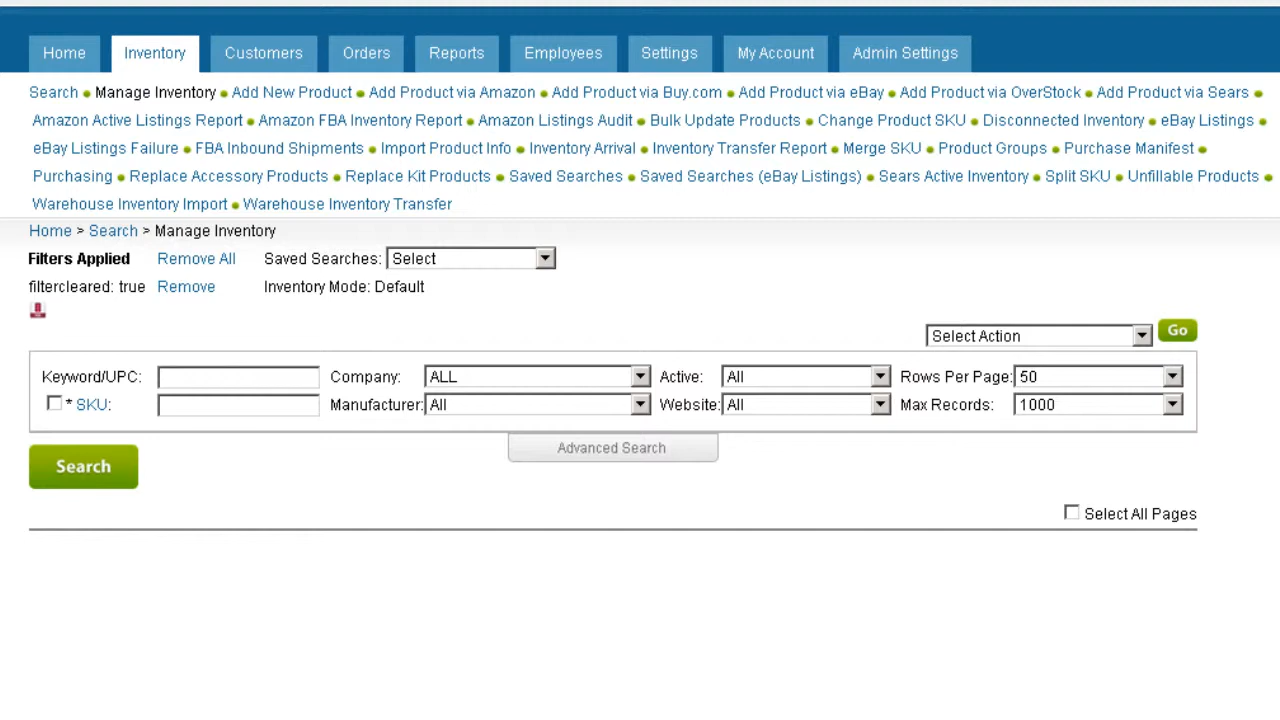 Home Inventory Customers Orders Reports Employees Settings My Account Admin Settings
Search • Manage Inventory • Add New Product • Add Product via Amazon • Add Product via Buy.com • Add Product via eBay • Add Product via OverStock • Add Product via Sears •
Amazon Active Listings Report • Amazon FBA Inventory Report • Amazon Listings Audit • Bulk Update Products • Change Product SKU • Disconnected Inventory • eBay Listings •
eBay Listings Failure • FBA Inbound Shipments • Import Product Info • Inventory Arrival • Inventory Transfer Report • Merge SKU • Product Groups • Purchase Manifest •
Purchasing • Replace Accessory Products • Replace Kit Products • Saved Searches • Saved Searches (eBay Listings) • Sears Active Inventory • Split SKU • Unfillable Products •
Warehouse Inventory Import • Warehouse Inventory Transfer
Home > Search > Manage Inventory
Filters Applied Remove All Saved Searches: Select
filtercleared: true Remove Inventory Mode: Default
Select Action Go
Keyword/UPC: Company: ALL Active: All Rows Per Page: 50
* SKU: Manufacturer: All Website: All Max Records: 1000
Advanced Search
Search
Select All Pages